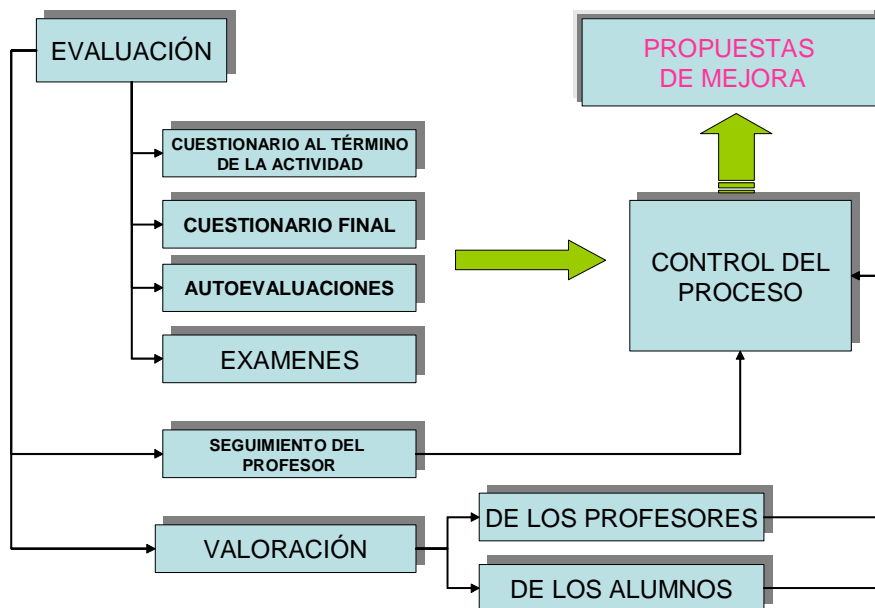 EVALUACIÓN
PROPUESTAS
DE MEJORA
CUESTIONARIO AL TÉRMINO
DE LA ACTIVIDAD
CUESTIONARIO FINAL
AUTOEVALUACIONES
EXAMENES
CONTROL DEL
PROCESO
SEGUIMIENTO DEL
PROFESOR
VALORACIÓN
DE LOS PROFESORES
DE LOS ALUMNOS